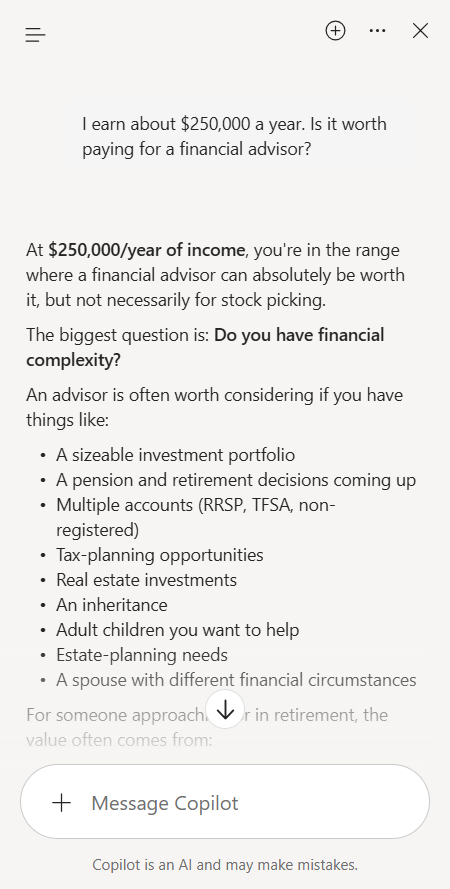 I earn about $250,000 a year. Is it worth
paying for a financial advisor?
At $250,000/year of income, you're in the range
where a financial advisor can absolutely be worth
it, but not necessarily for stock picking.
The biggest question is: Do you have financial
complexity?
An advisor is often worth considering if you have
things like:
• A sizeable investment portfolio
• A pension and retirement decisions coming up
• Multiple accounts (RRSP, TFSA, non-
registered)
• Tax-planning opportunities
• Real estate investments
• An inheritance
• Adult children you want to help
• Estate-planning needs
• A spouse with different financial circumstances
For someone in retirement, the
value often comes from:
Message Copilot
Copilot is an AI and may make mistakes.